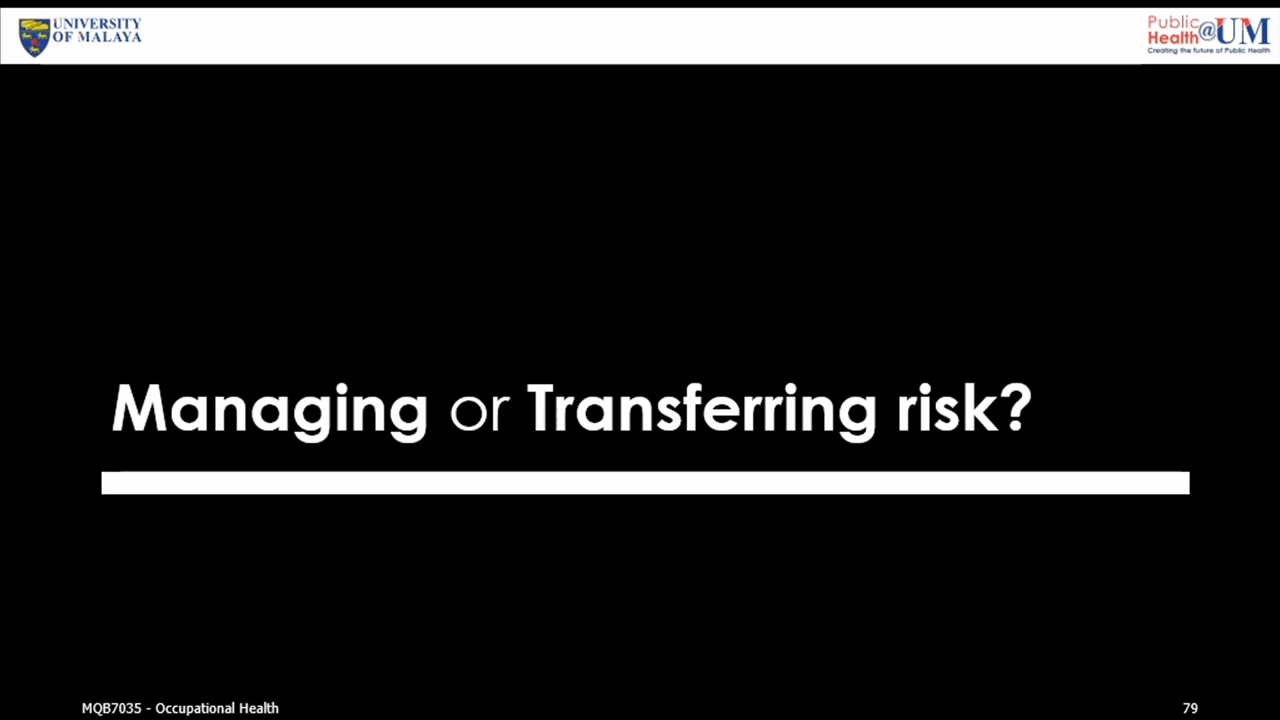 UNIVERSITY
OF MALAYA
Public
Health@UM
Creating the future of Public Health
Managing or Transferring risk?
MQB7035 - Occupational Health
79